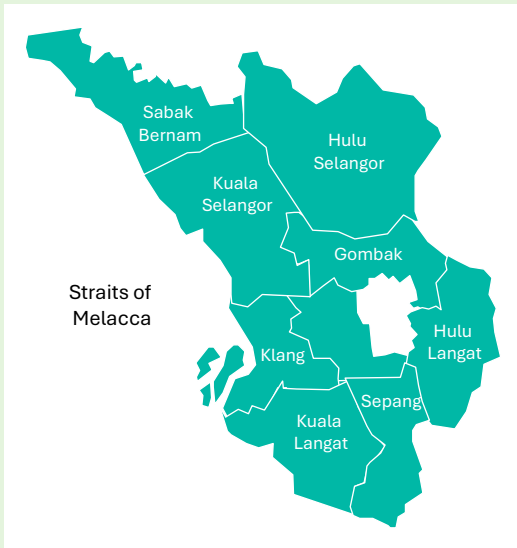 Sabak
Bernam
Hulu
Selangor
Kuala
Selangor
Gombak
Straits of
Melacca
Hulu
Langat
Klang
Sepang
Kuala
Langat